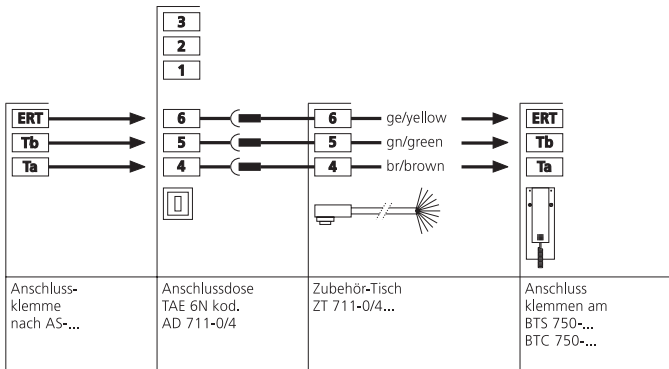 3
2
1
ERT 6 6 ge/yellow ERT
Tb 5 5 gn/green Tb
Ta 4 4 br/brown Ta
Anschluss-
klemme
nach AS-...
Anschlussdose
TAE 6N kod.
AD 711-0/4
Zubehör-Tisch
ZT 711-0/4...
Anschluss
klemmen am
BTS 750-...
BTC 750-...